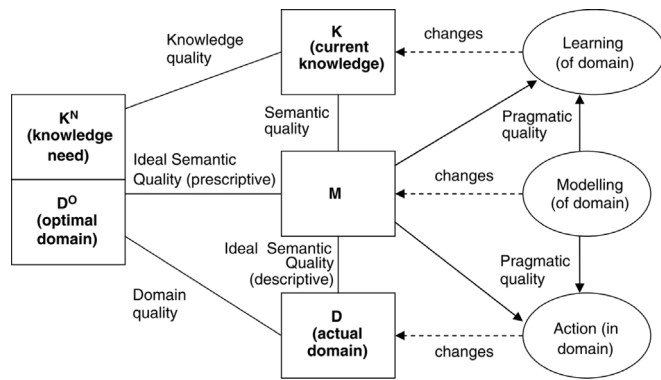 Knowledge
quality
K
(current
knowledge)
changes
Learning
(of domain)
K^N
(knowledge
need)
Semantic
quality
Pragmatic
quality
Ideal Semantic
Quality (prescriptive)
M
changes
Modelling
(of domain)
D^O
(optimal
domain)
Ideal Semantic
Quality
(descriptive)
Pragmatic
quality
Domain
quality
D
(actual
domain)
changes
Action (in
domain)